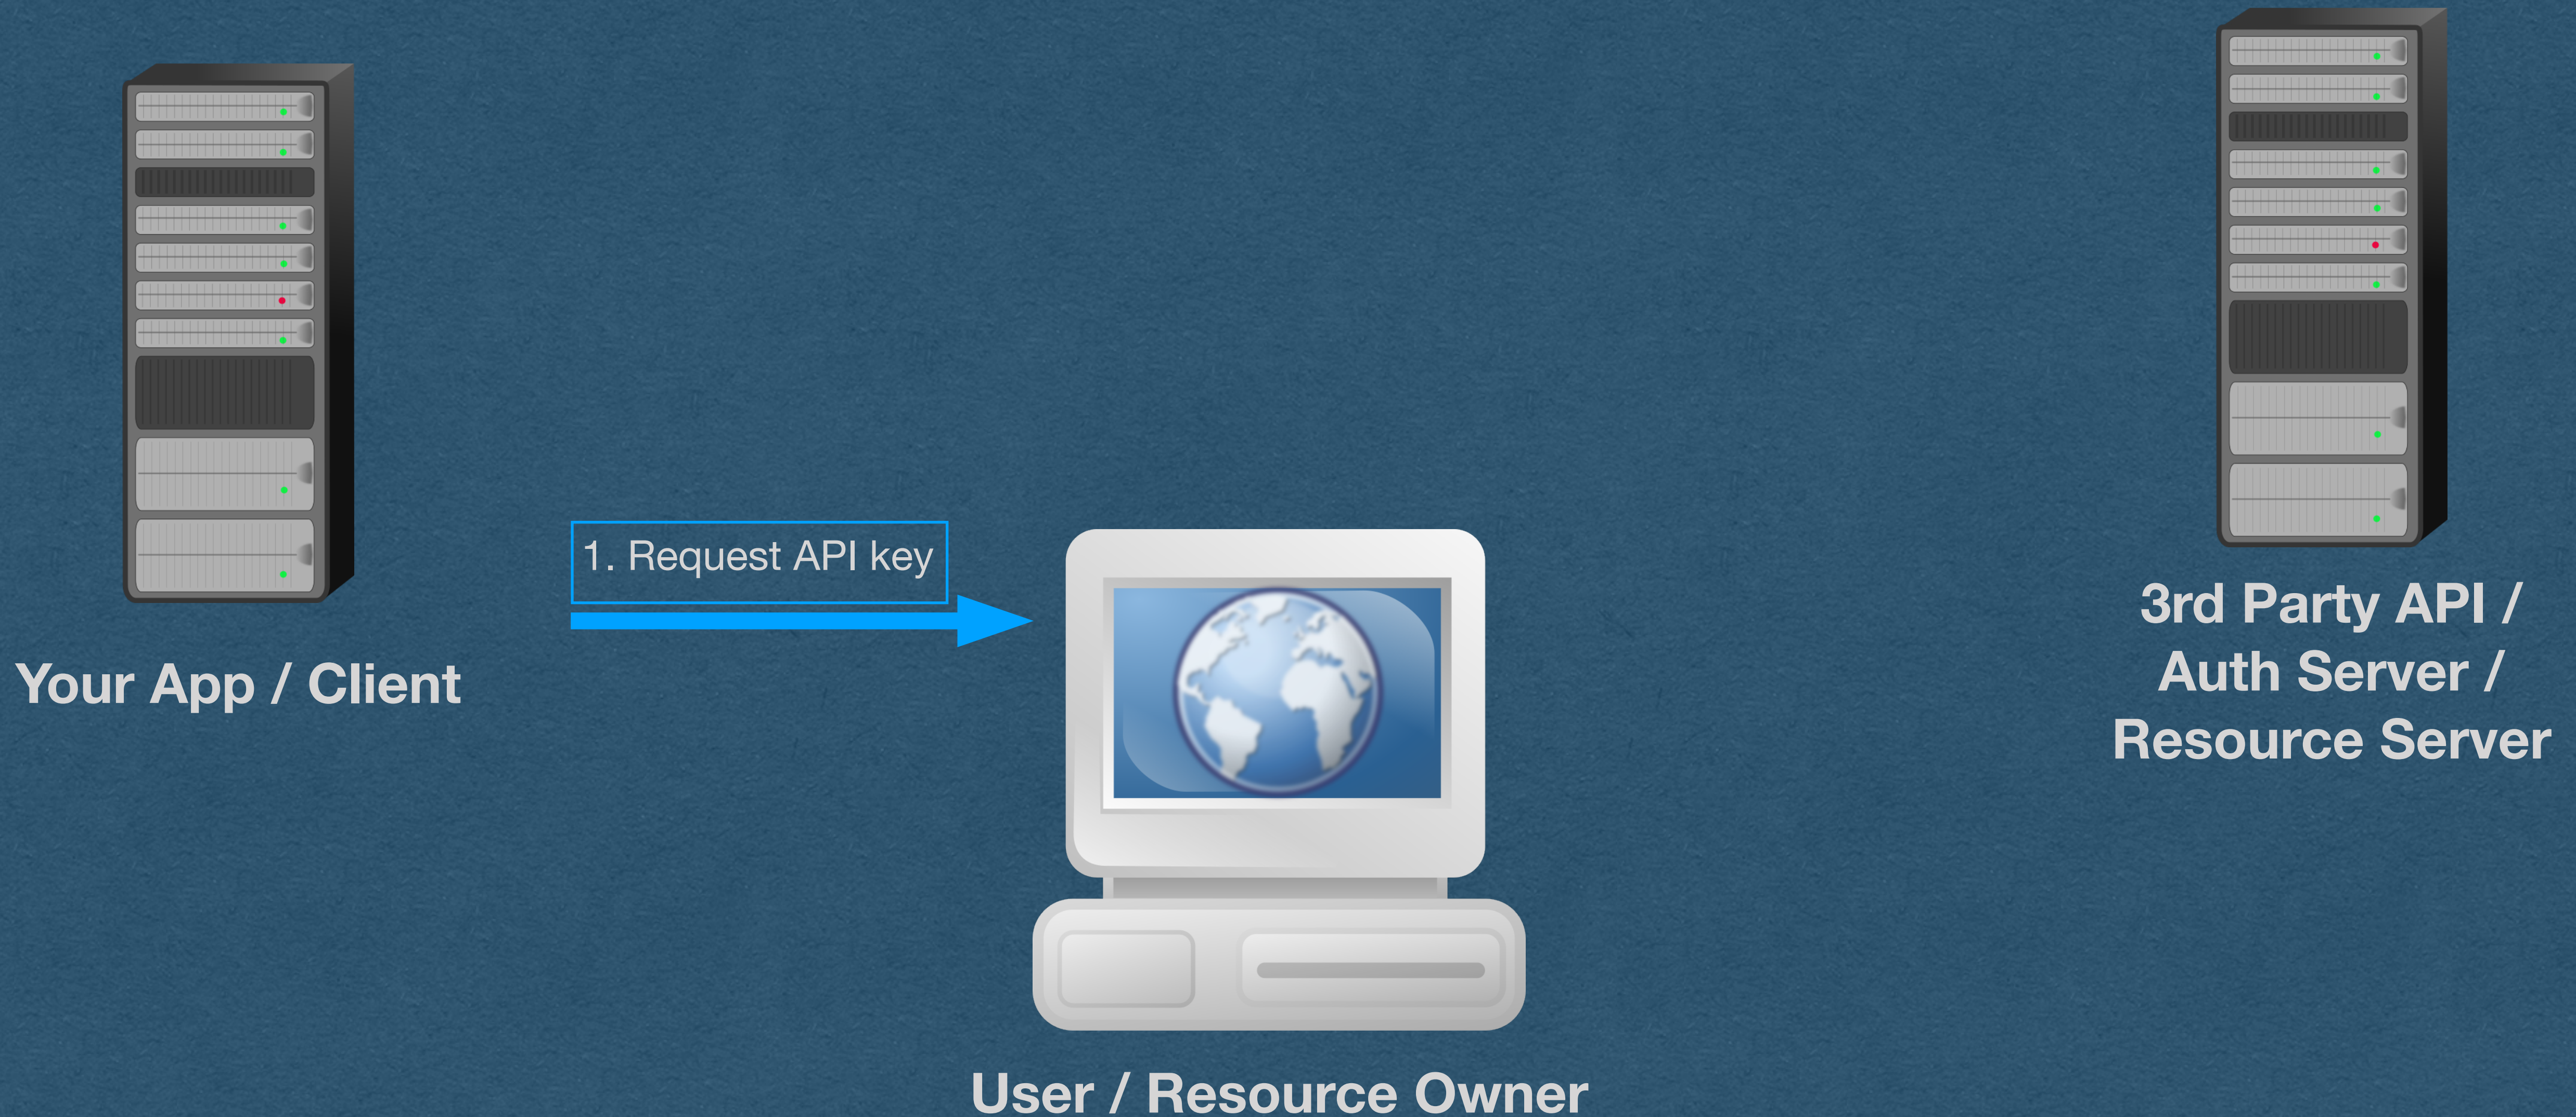 1. Request API key
Your App / Client
3rd Party API /
Auth Server /
Resource Server
User / Resource Owner